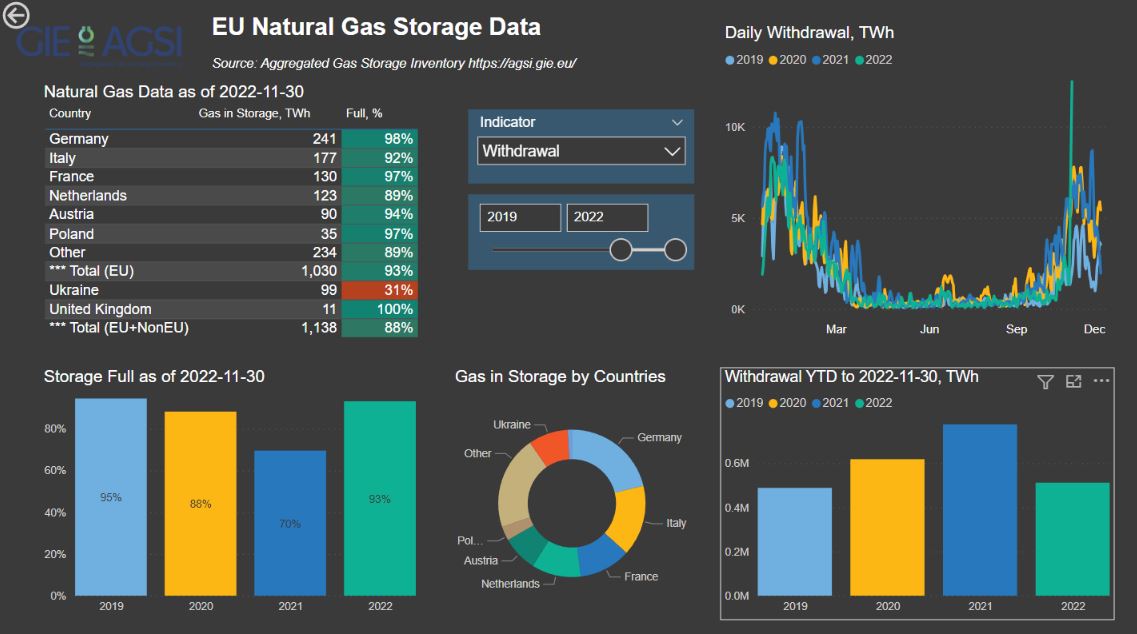 GIE AGSI
EU Natural Gas Storage Data
Source: Aggregated Gas Storage Inventory https://agsi.gie.eu/
Natural Gas Data as of 2022-11-30
Country Gas in Storage, TWh Full, %
Germany 241 98%
Italy 177 92%
France 130 97%
Netherlands 123 89%
Austria 90 94%
Poland 35 97%
Other 234 89%
*** Total (EU) 1,030 93%
Ukraine 99 31%
United Kingdom 11 100%
*** Total (EU+NonEU) 1,138 88%
Indicator
Withdrawal
2019 2022
Daily Withdrawal, TWh
2019 2020 2021 2022
10K
5K
0K
Mar Jun Sep Dec
Storage Full as of 2022-11-30
80%
60%
40%
20%
0%
95% 88% 70% 93%
2019 2020 2021 2022
Gas in Storage by Countries
Ukraine
Germany
Other
Italy
Pol...
Austria
France
Netherlands
Withdrawal YTD to 2022-11-30, TWh
2019 2020 2021 2022
0.6M
0.4M
0.2M
0.0M
2019 2020 2021 2022